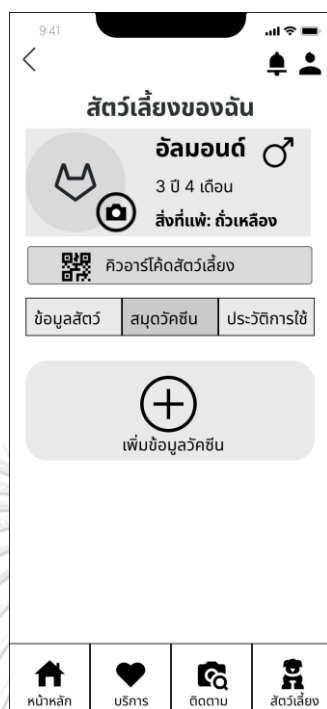 9:41
สัตว์เลี้ยงของฉัน
อัลมอนด์
3 ปี 4 เดือน
สิ่งที่แพ้: ถั่วเหลือง
คิวอาร์โค้ดสัตว์เลี้ยง
ข้อมูลสัตว์ สมุดวัคซีน ประวัติการใช้
เพิ่มข้อมูลวัคซีน
หน้าหลัก บริการ ติดตาม สัตว์เลี้ยง